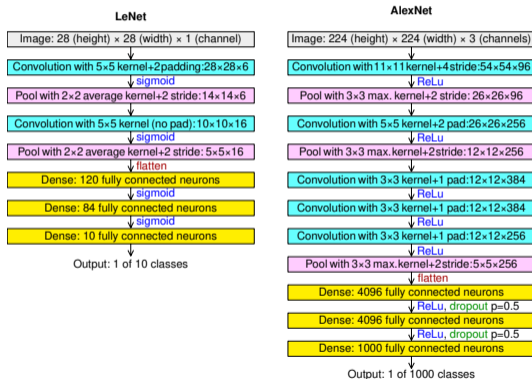 LeNet
Image: 28 (height) × 28 (width) × 1 (channel)
Convolution with 5×5 kernel+2padding:28×28×6
sigmoid
Pool with 2×2 average kernel+2 stride:14×14×6
Convolution with 5×5 kernel (no pad):10×10×16
sigmoid
Pool with 2×2 average kernel+2 stride: 5×5×16
flatten
Dense: 120 fully connected neurons
sigmoid
Dense: 84 fully connected neurons
sigmoid
Dense: 10 fully connected neurons
Output: 1 of 10 classes
AlexNet
Image: 224 (height) × 224 (width) × 3 (channels)
Convolution with 11×11 kernel+4 stride:54×54×96
ReLu
Pool with 3×3 max. kernel+2 stride: 26×26×96
Convolution with 5×5 kernel+2 pad:26×26×256
ReLu
Pool with 3×3 max.kernel+2stride:12×12×256
Convolution with 3×3 kernel+1 pad:12×12×384
ReLu
Convolution with 3×3 kernel+1 pad:12×12×384
ReLu
Convolution with 3×3 kernel+1 pad:12×12×256
ReLu
Pool with 3×3 max.kernel+2stride:5×5×256
flatten
Dense: 4096 fully connected neurons
ReLu, dropout p=0.5
Dense: 4096 fully connected neurons
ReLu, dropout p=0.5
Dense: 1000 fully connected neurons
Output: 1 of 1000 classes